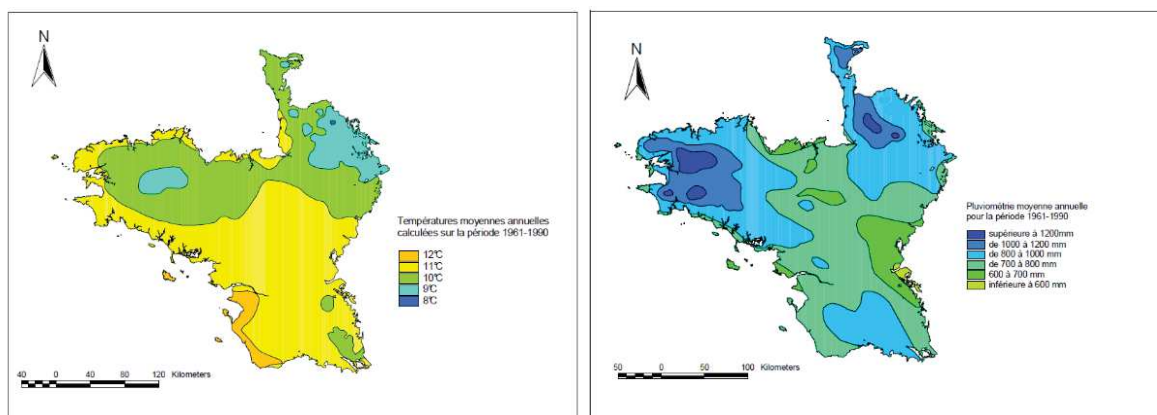 N
Températures moyennes annuelles
calculées sur la période 1961-1990
12°C
11°C
10°C
9°C
8°C
40 0 40 80 120 Kilometers
N
Pluviométrie moyenne annuelle
pour la période 1961-1990
supérieure à 1200mm
de 1000 à 1200 mm
de 800 à 1000 mm
de 700 à 800 mm
600 à 700 mm
inférieure à 600 mm
50 0 50 100 Kilometers